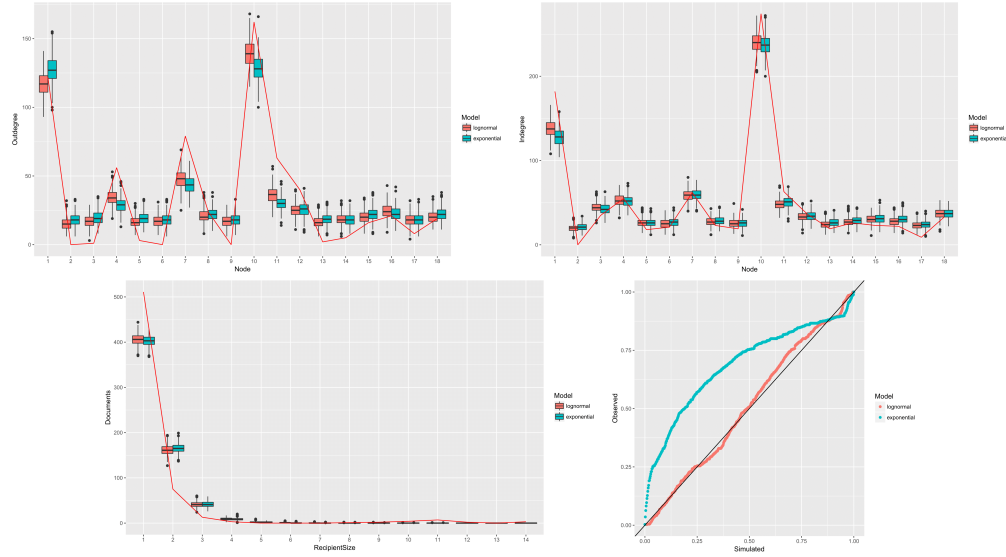 150
100
50
0
Outdegree
1 2 3 4 5 6 7 8 9 10 11 12 13 14 15 16 17 18
Node
Model
lognormal
exponential
200
100
0
Indegree
1 2 3 4 5 6 7 8 9 10 11 12 13 14 15 16 17 18
Node
Model
lognormal
exponential
500
400
300
200
100
0
Documents
1 2 3 4 5 6 7 8 9 10 11 12 13 14
RecipientSize
Model
lognormal
exponential
1.00
0.75
0.50
0.25
0.00
Observed
0.00 0.25 0.50 0.75 1.00
Simulated
Model
lognormal
exponential